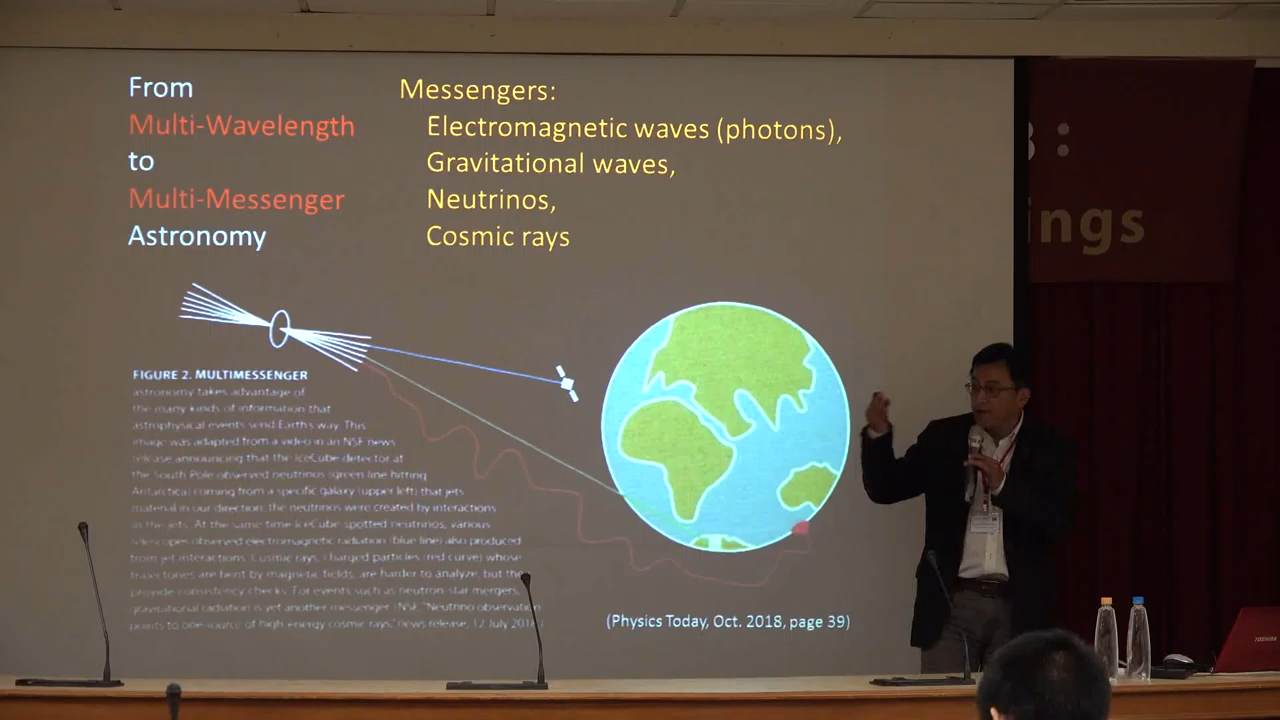 From
Multi-Wavelength
to
Multi-Messenger
Astronomy
Messengers:
Electromagnetic waves (photons),
Gravitational waves,
Neutrinos,
Cosmic rays
FIGURE 2. MULTIMESSENGER
astronomy takes advantage of
the many kinds of information that
astrophysical events send Earth's way. This
image was adapted from a video in an NSF news
release announcing that the IceCube detector at
the South Pole observed neutrinos (green line hitting
Antarctica) coming from a specific galaxy (upper left) that jets
material in our direction; the neutrinos were created by interactions
in the jets. At the same time IceCube spotted neutrinos, various
telescopes observed electromagnetic radiation (blue line) also produced
from jet interactions. Cosmic rays, charged particles (red curve) whose
trajectories are bent by magnetic fields, are harder to analyze, but they
provide consistency checks. For events such as neutron star mergers,
gravitational radiation is yet another messenger. (NSF, "Neutrino observation
points to one source of high-energy cosmic rays," news release, 12 July 2018
(Physics Today, Oct. 2018, page 39)
:
ings
TOSHIBA